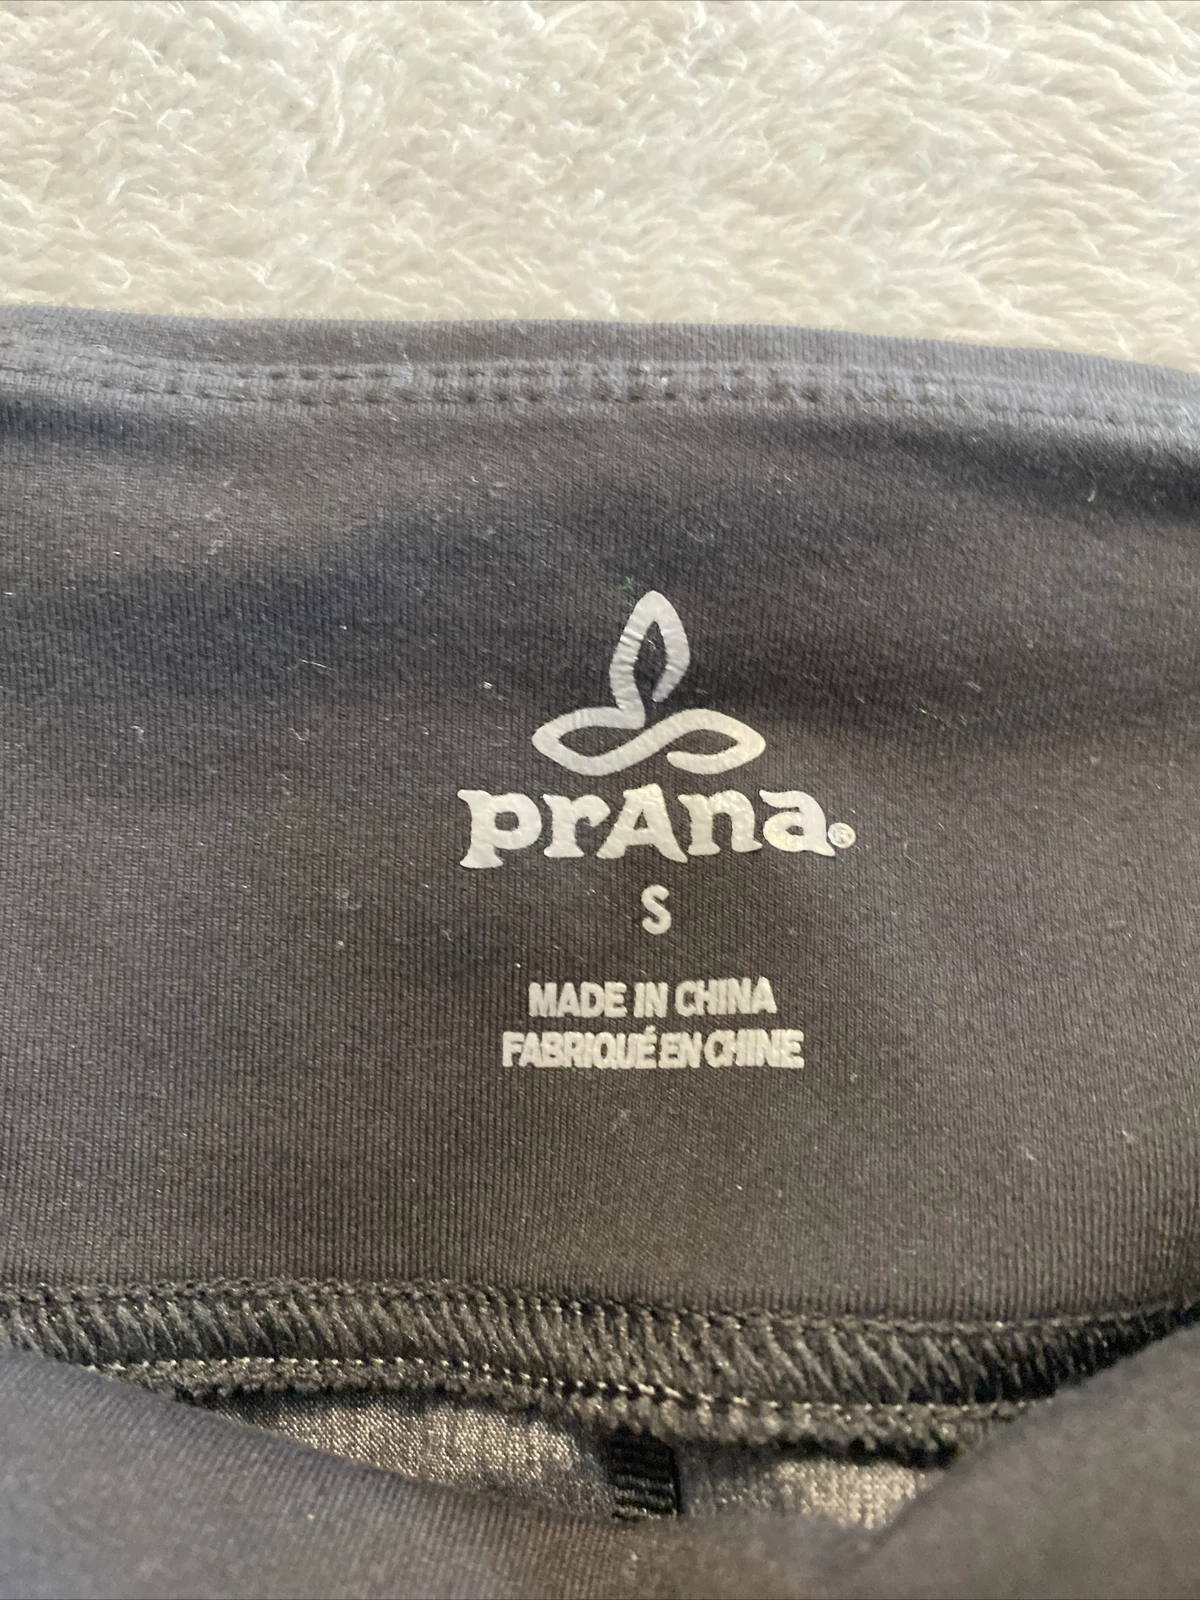 prAna®
S
MADE IN CHINA
FABRIQUÉ EN CHINE